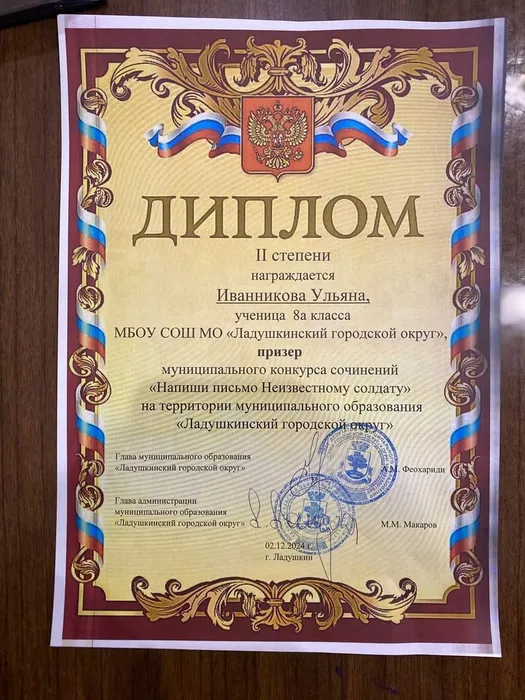 ДИПЛОМ
II степени
награждается
Иванникова Ульяна,
ученица 8а класса
МБОУ СОШ МО «Ладушкинский городской округ»,
призер
муниципального конкурса сочинений
«Напиши письмо Неизвестному солдату»
на территории муниципального образования
«Ладушкинский городской округ»
Глава муниципального образования
«Ладушкинский городской округ»
А.М. Феохариди
Глава администрации
муниципального образования
«Ладушкинский городской округ»
М.М. Макаров
02.12.2024 г.
г. Ладушкин